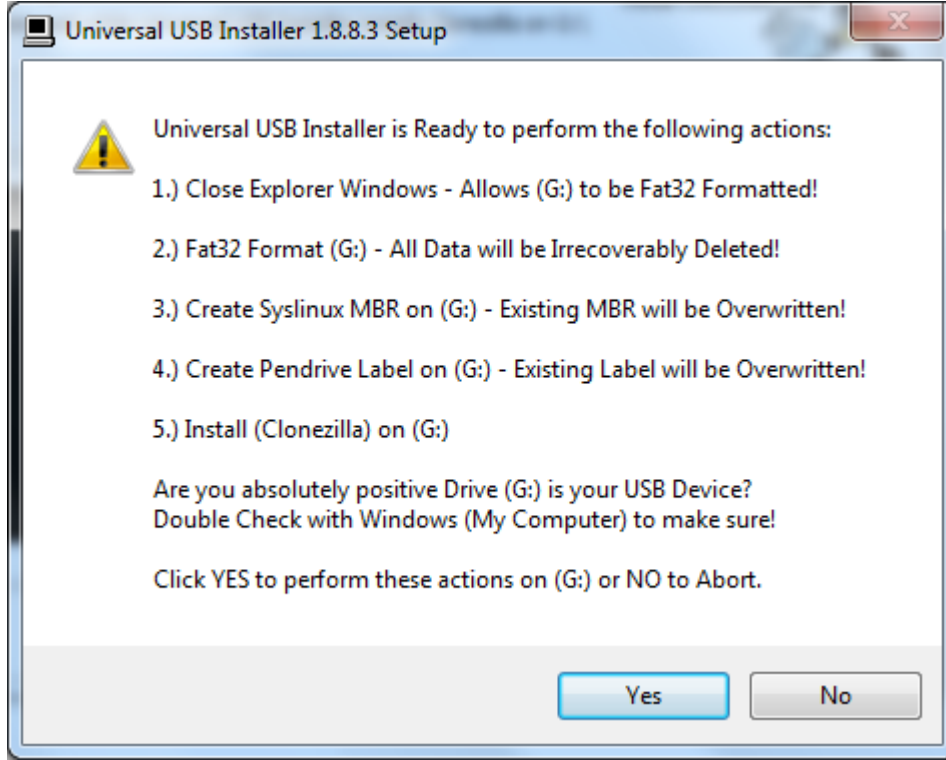 Universal USB Installer 1.8.8.3 Setup
Universal USB Installer is Ready to perform the following actions:
1.) Close Explorer Windows - Allows (G:) to be Fat32 Formatted!
2.) Fat32 Format (G:) - All Data will be Irrecoverably Deleted!
3.) Create Syslinux MBR on (G:) - Existing MBR will be Overwritten!
4.) Create Pendrive Label on (G:) - Existing Label will be Overwritten!
5.) Install (Clonezilla) on (G:)
Are you absolutely positive Drive (G:) is your USB Device?
Double Check with Windows (My Computer) to make sure!
Click YES to perform these actions on (G:) or NO to Abort.
Yes
No